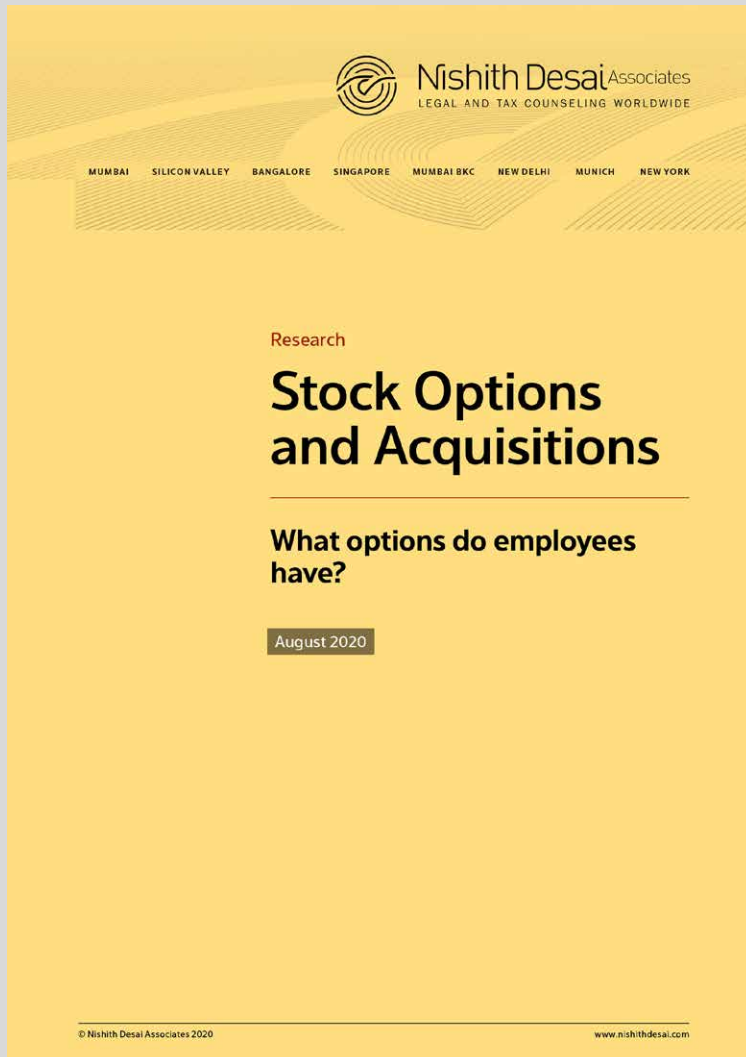 Nishith Desai Associates
LEGAL AND TAX COUNSELING WORLDWIDE
MUMBAI SILICON VALLEY BANGALORE SINGAPORE MUMBAI BKC NEW DELHI MUNICH NEW YORK
Research
Stock Options
and Acquisitions
What options do employees
have?
August 2020
© Nishith Desai Associates 2020 www.nishithdesai.com